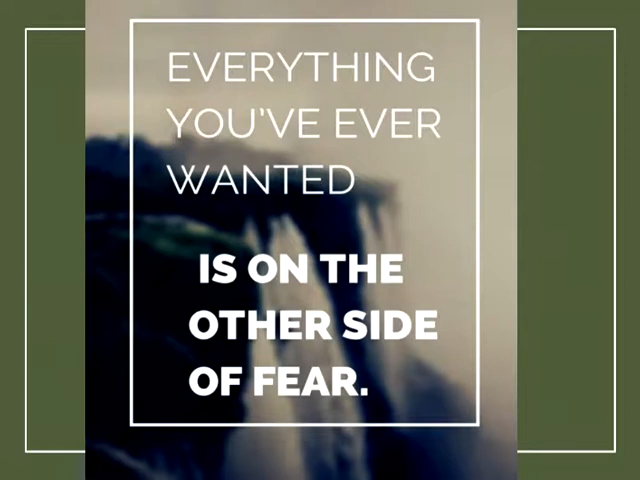 EVERYTHING
YOU'VE EVER
WANTED
IS ON THE
OTHER SIDE
OF FEAR.